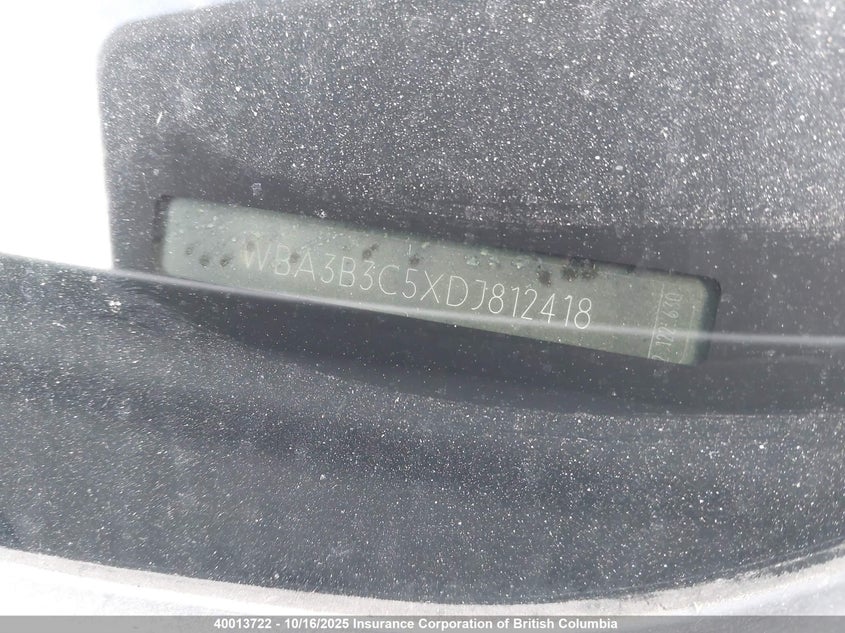 WBA3B3C5XDJ812418
40013722 - 10/16/2025 Insurance Corporation of British Columbia